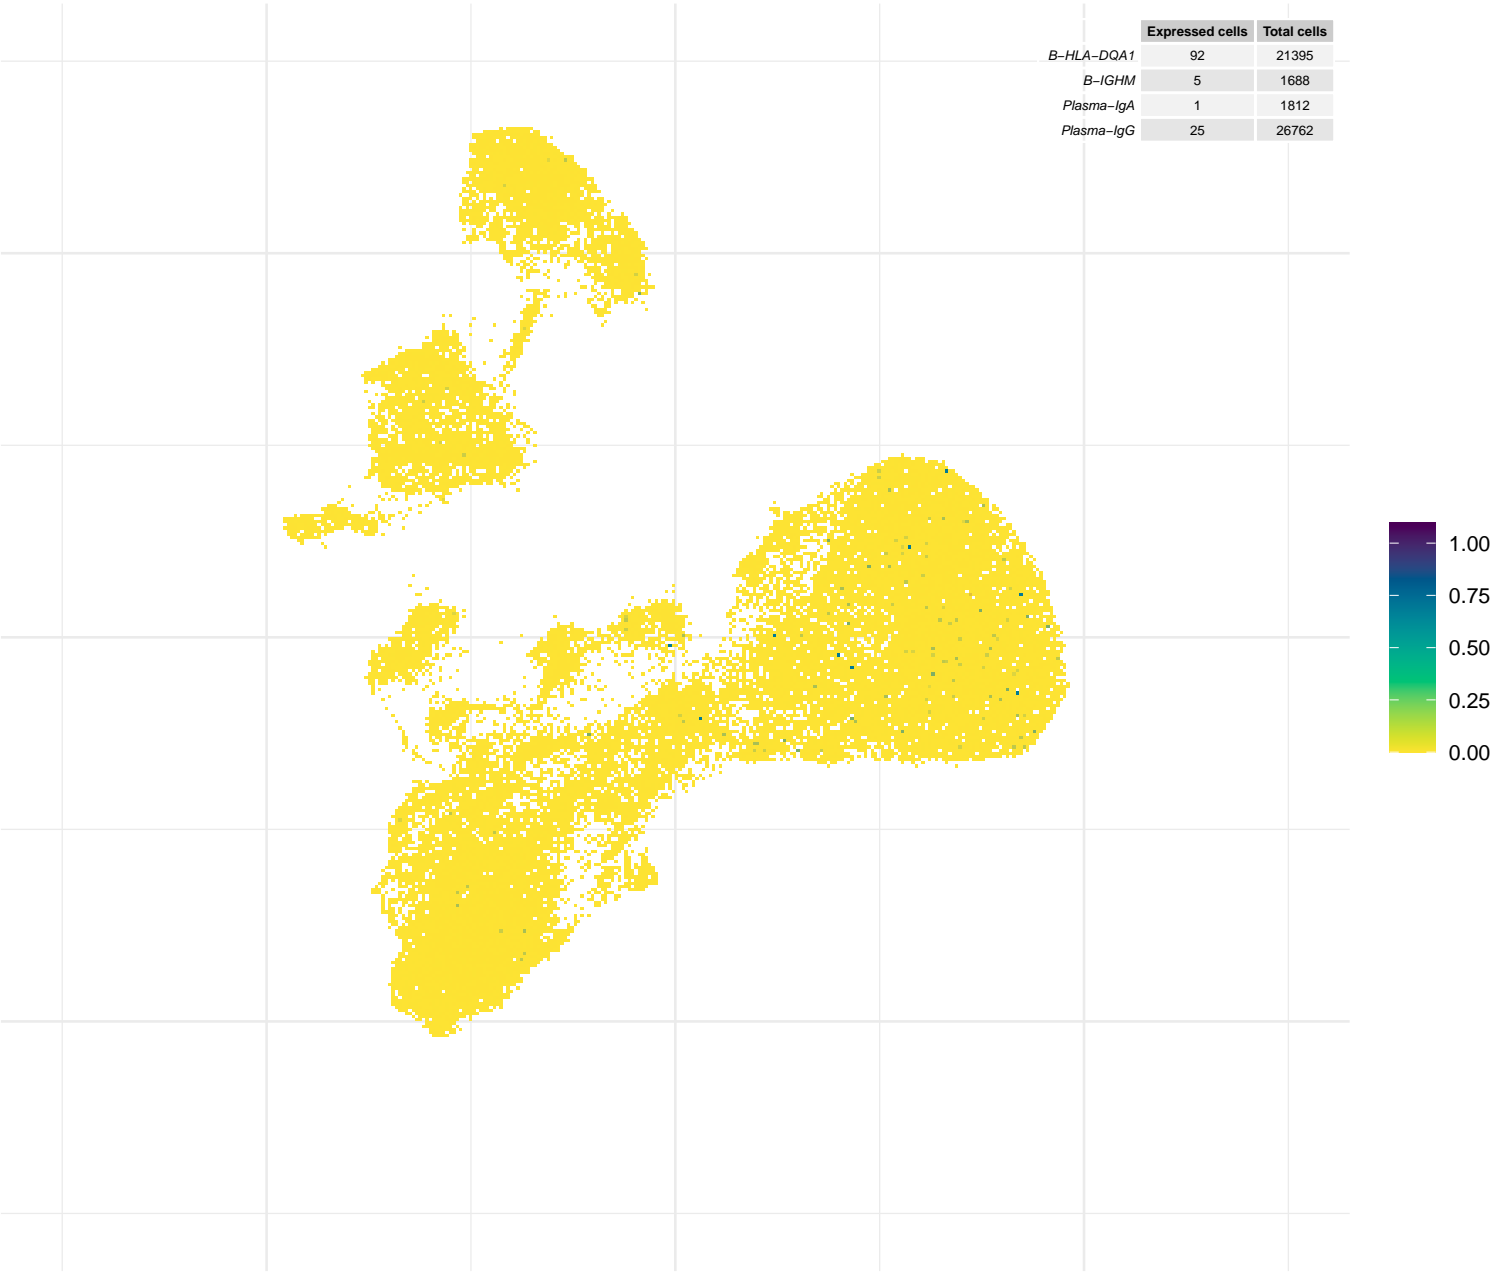 Expressed cells Total cells
B−HLA−DQA1 92 21395
B−IGHM 5 1688
Plasma−IgA 1 1812
Plasma−IgG 25 26762
1.00
0.75
0.50
0.25
0.00